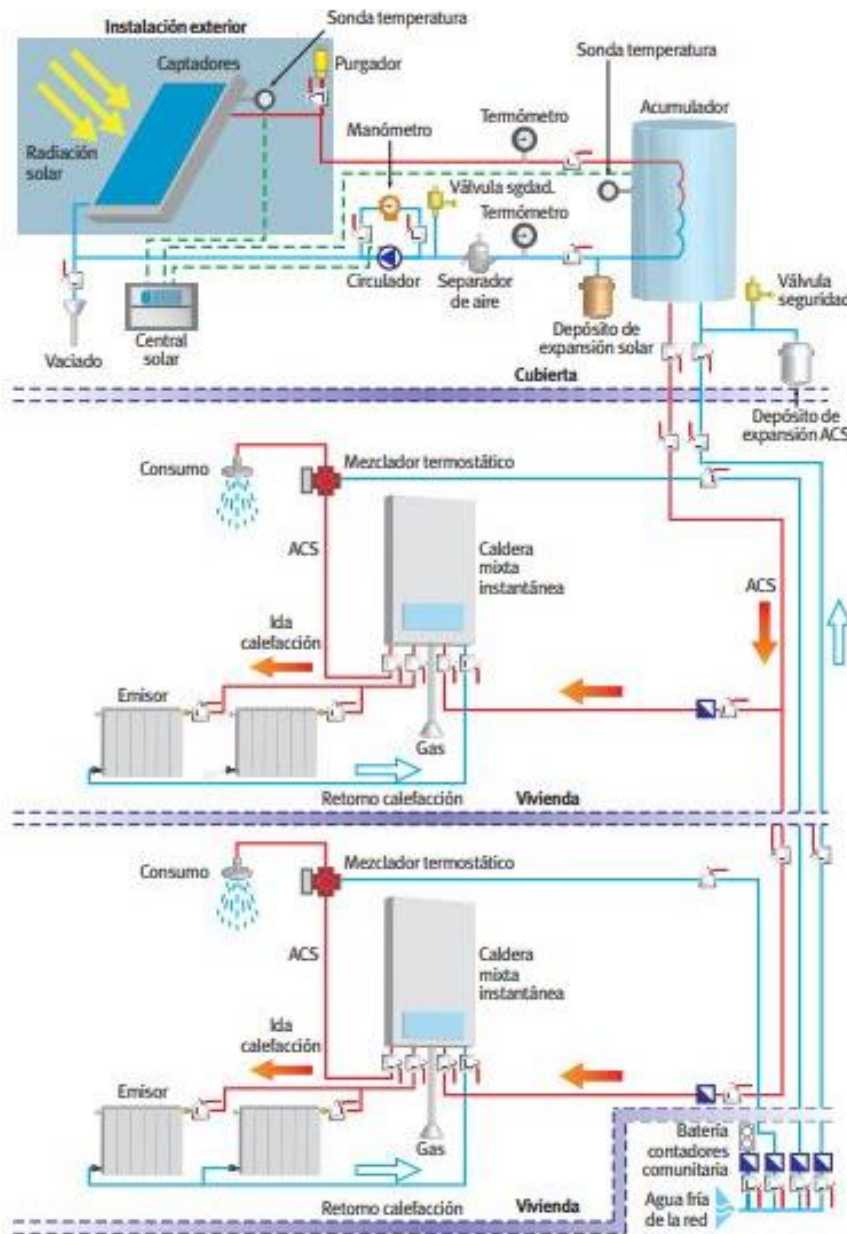 Instalación exterior
Sonda temperatura
Captadores
Purgador
Sonda temperatura
Radiación
solar
Manómetro
Termómetro
Acumulador
Válvula sgdad.
Termómetro
Circulador
Separador
de aire
Válvula
seguridad
Vaciado
Central
solar
Depósito de
expansión solar
Cubierta
Depósito de
expansión ACS
Consumo
Mezclador termostático
ACS
Caldera
mixta
instantânea
ACS
Ida
calefacción
Emisor
Gas
Retorno calefacción
Vivienda
Consumo
Mezclador termostático
ACS
Caldera
mixta
instantânea
Ida
calefacción
Emisor
Gas
Batería
contadores
comunitaria
Agua fría
de la red
Retorno calefacción
Vivienda